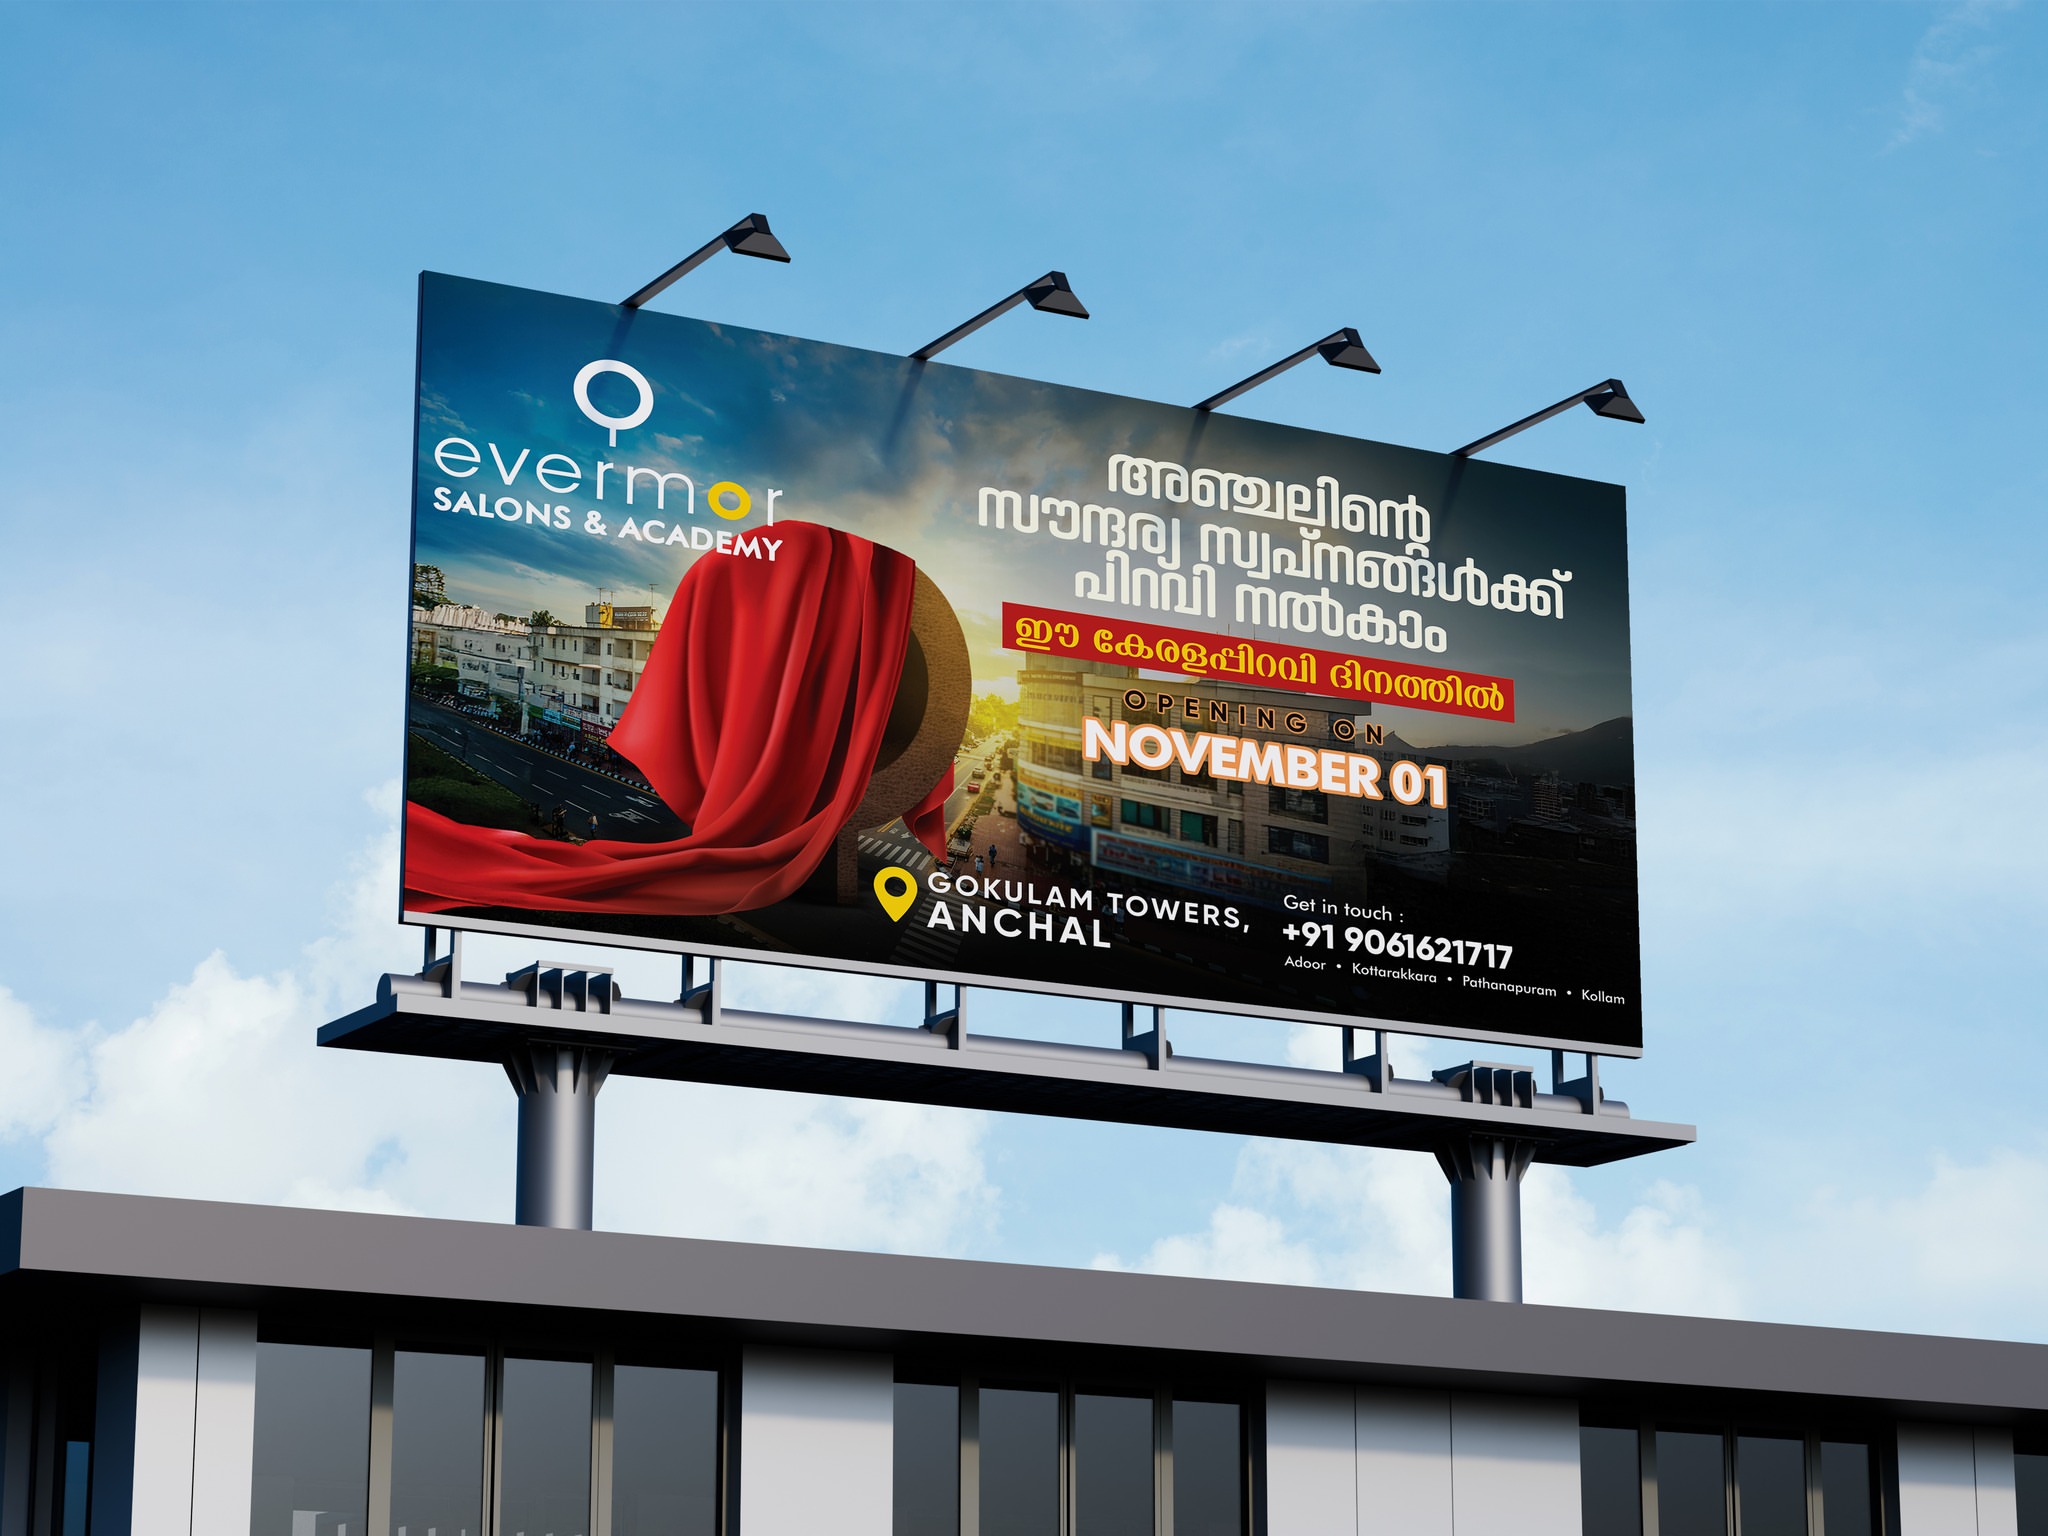 evermor
SALONS & ACADEMY
അഞ്ചലിന്റെ
സൗന്ദര്യ സ്വപ്നങ്ങൾക്ക്
പിറവി നൽകാം
ഈ കേരളപ്പിറവി ദിനത്തിൽ
OPENING ON
NOVEMBER 01
GOKULAM TOWERS,
ANCHAL
Get in touch :
+91 9061621717
Adoor • Kottarakkara • Pathanapuram • Kollam